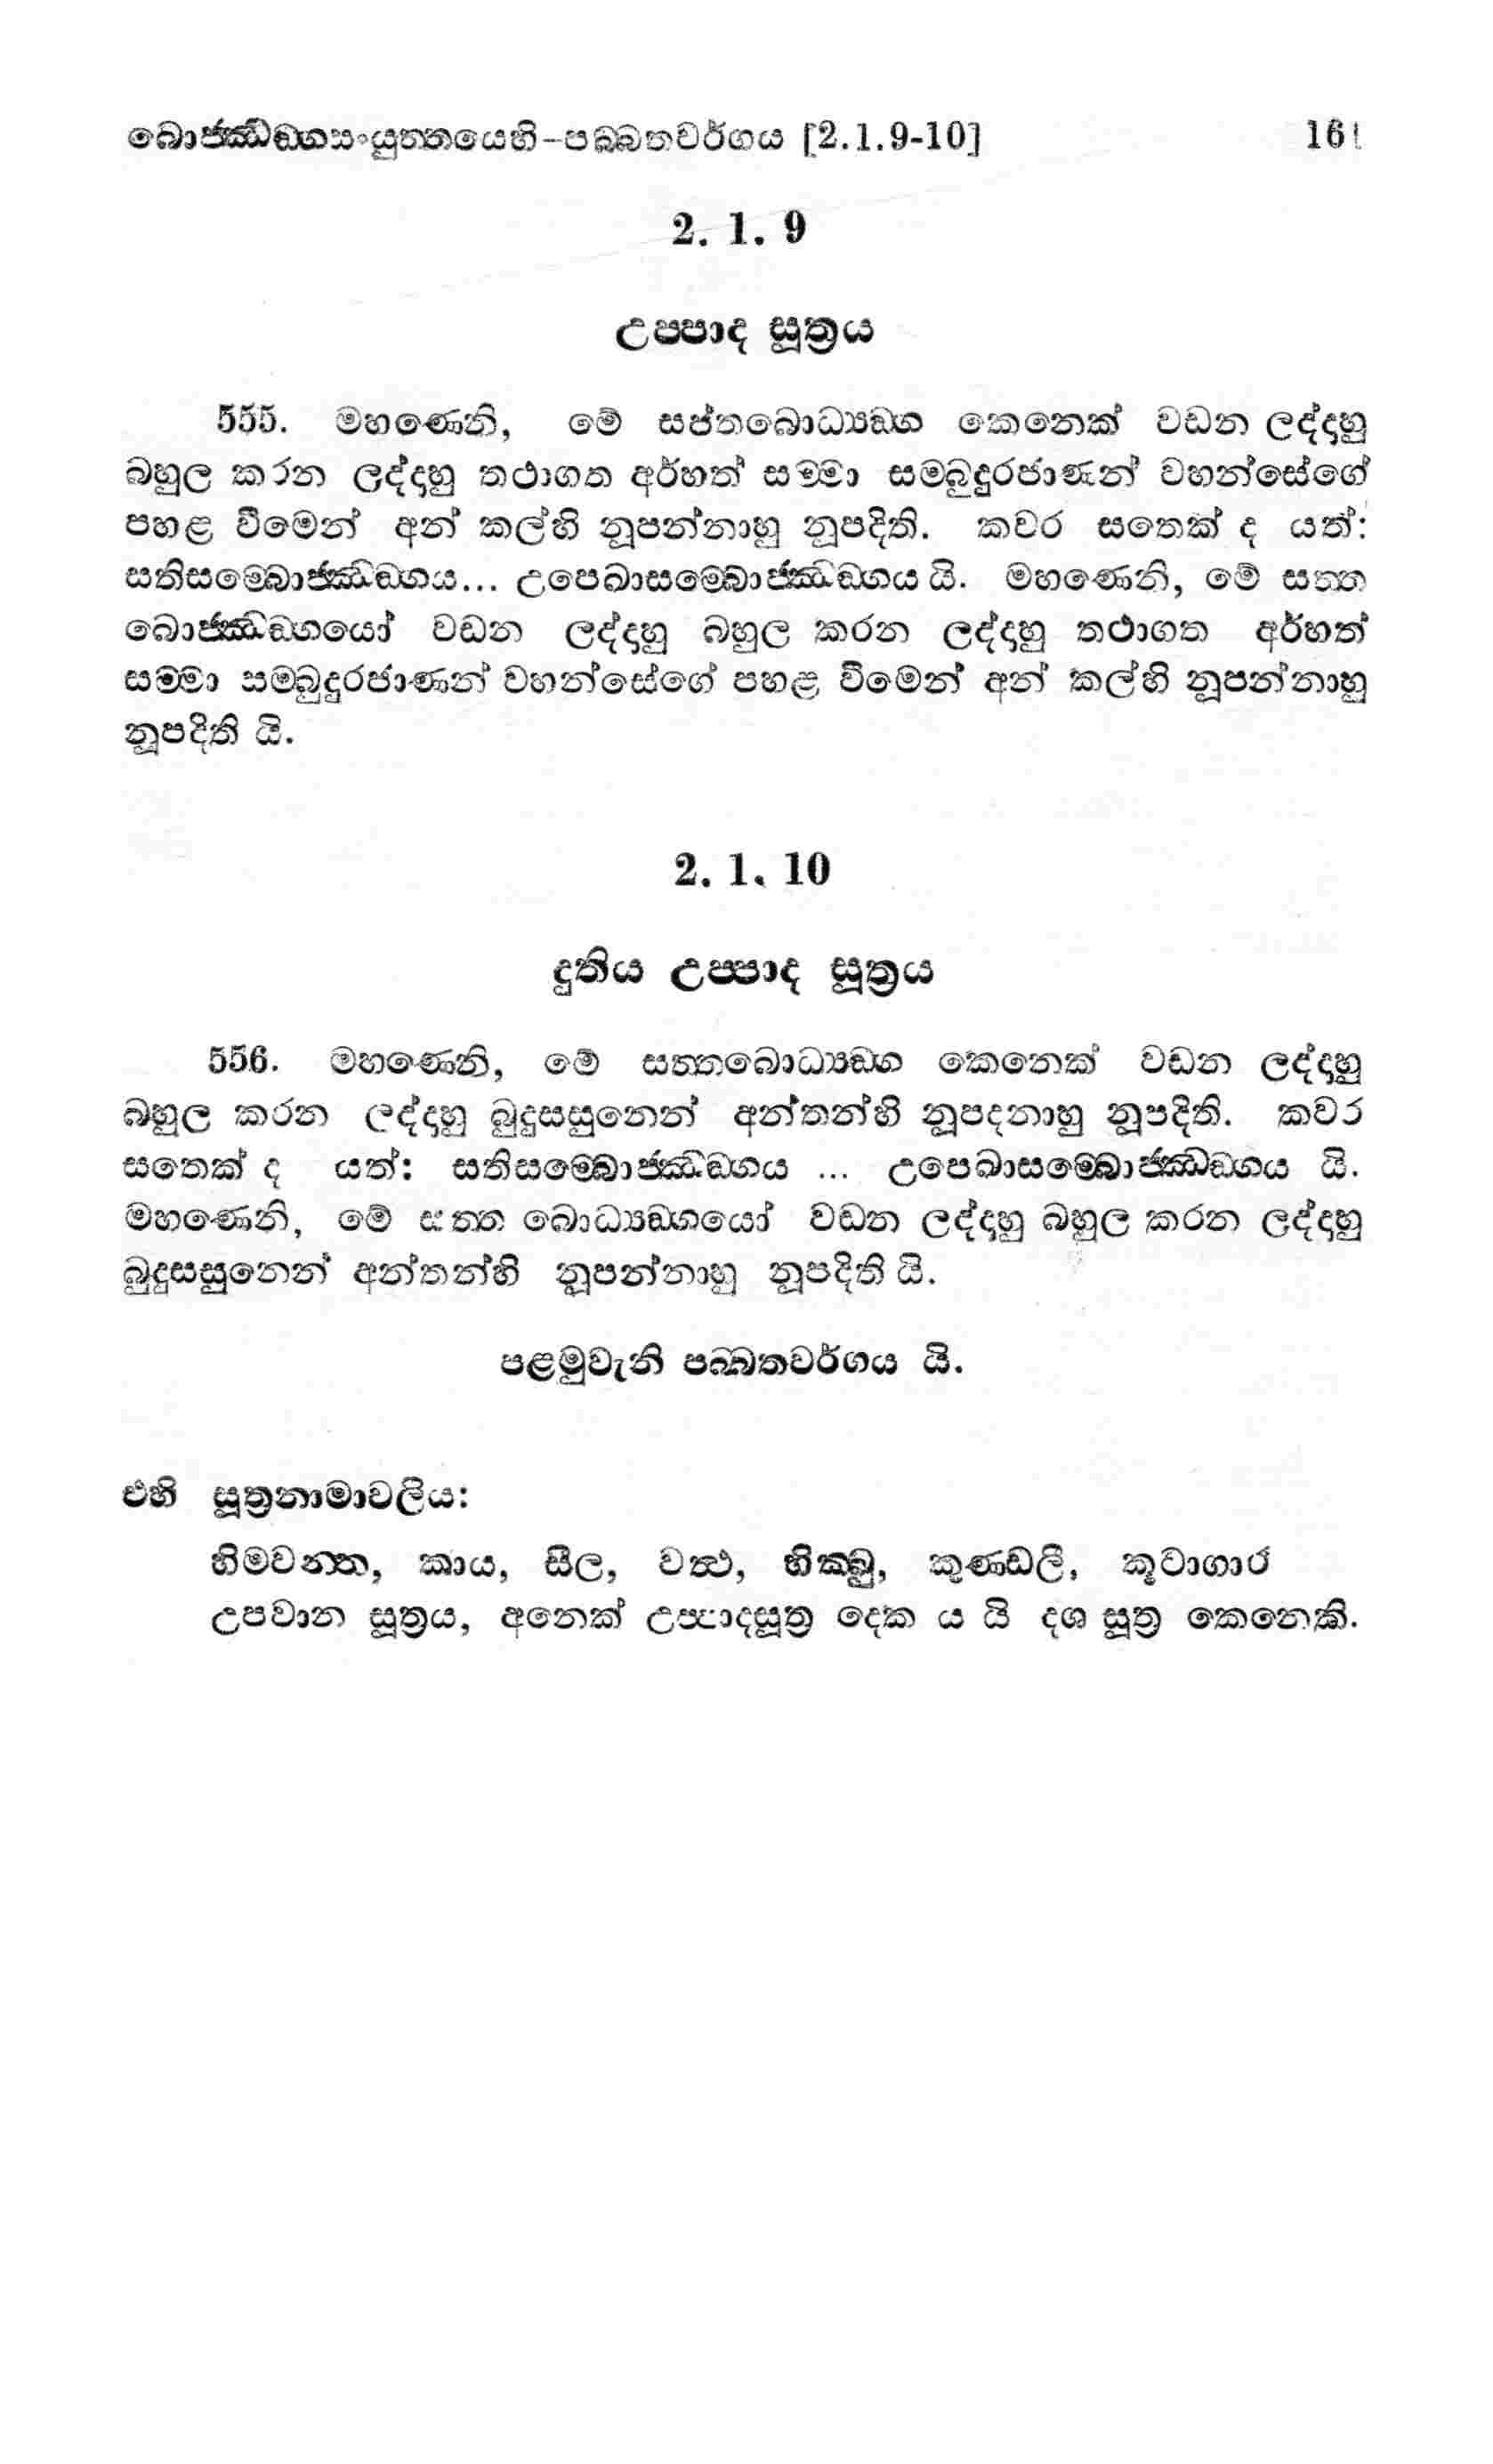 බොජ්ඣඞ්ගසංයුත්තයෙහි-පබ්බතවර්ගය [2.1.9-10] 161
2. 1. 9
උප්පාද සූත්‍රය
555. මහණෙනි, මේ සප්තබොධ්‍යඞ්ග කෙනෙක් වඩන ලද්දාහු
බහුල කරන ලද්දාහු තථාගත අර්හත් සම්මා සම්බුදුරජාණන් වහන්සේගේ
පහළ වීමෙන් අන් කල්හි නූපන්නාහු නූපදිති. කවර සතෙක් ද යත්:
සතිසම්බොජ්ඣඞ්ගය... උපෙඛාසම්බොජ්ඣඞ්ගය යි. මහණෙනි, මේ සත්ත
බොජ්ඣඞ්ගයෝ වඩන ලද්දාහු බහුල කරන ලද්දාහු තථාගත අර්හත්
සම්මා සම්බුදුරජාණන් වහන්සේගේ පහළ වීමෙන් අන් කල්හි නූපන්නාහු
නූපදිති යි.
2. 1. 10
දුතිය උප්පාද සූත්‍රය
556. මහණෙනි, මේ සත්තබොධ්‍යඞ්ග කෙනෙක් වඩන ලද්දාහු
බහුල කරන ලද්දාහු බුදුසසුනෙන් අන්තන්හි නූපදනාහු නූපදිති. කවර
සතෙක් ද යත්: සතිසම්බොජ්ඣඞ්ගය ... උපෙඛාසම්බොජ්ඣඞ්ගය යි.
මහණෙනි, මේ සත්ත බොධ්‍යඞ්ගයෝ වඩන ලද්දාහු බහුල කරන ලද්දාහු
බුදුසසුනෙන් අන්තන්හි නූපන්නාහු නූපදිති යි.
පළමුවැනි පබ්බතවර්ගය යි.
එහි සූත්‍රනාමාවලිය:
හිමවන්ත, කාය, සීල, වත්ථ, භික්ඛු, කුණ්ඩලී, කූටාගාර
උපවාන සූත්‍රය, අනෙක් උප්පාදසූත්‍ර දෙක ය යි දශ සූත්‍ර කෙනෙකි.